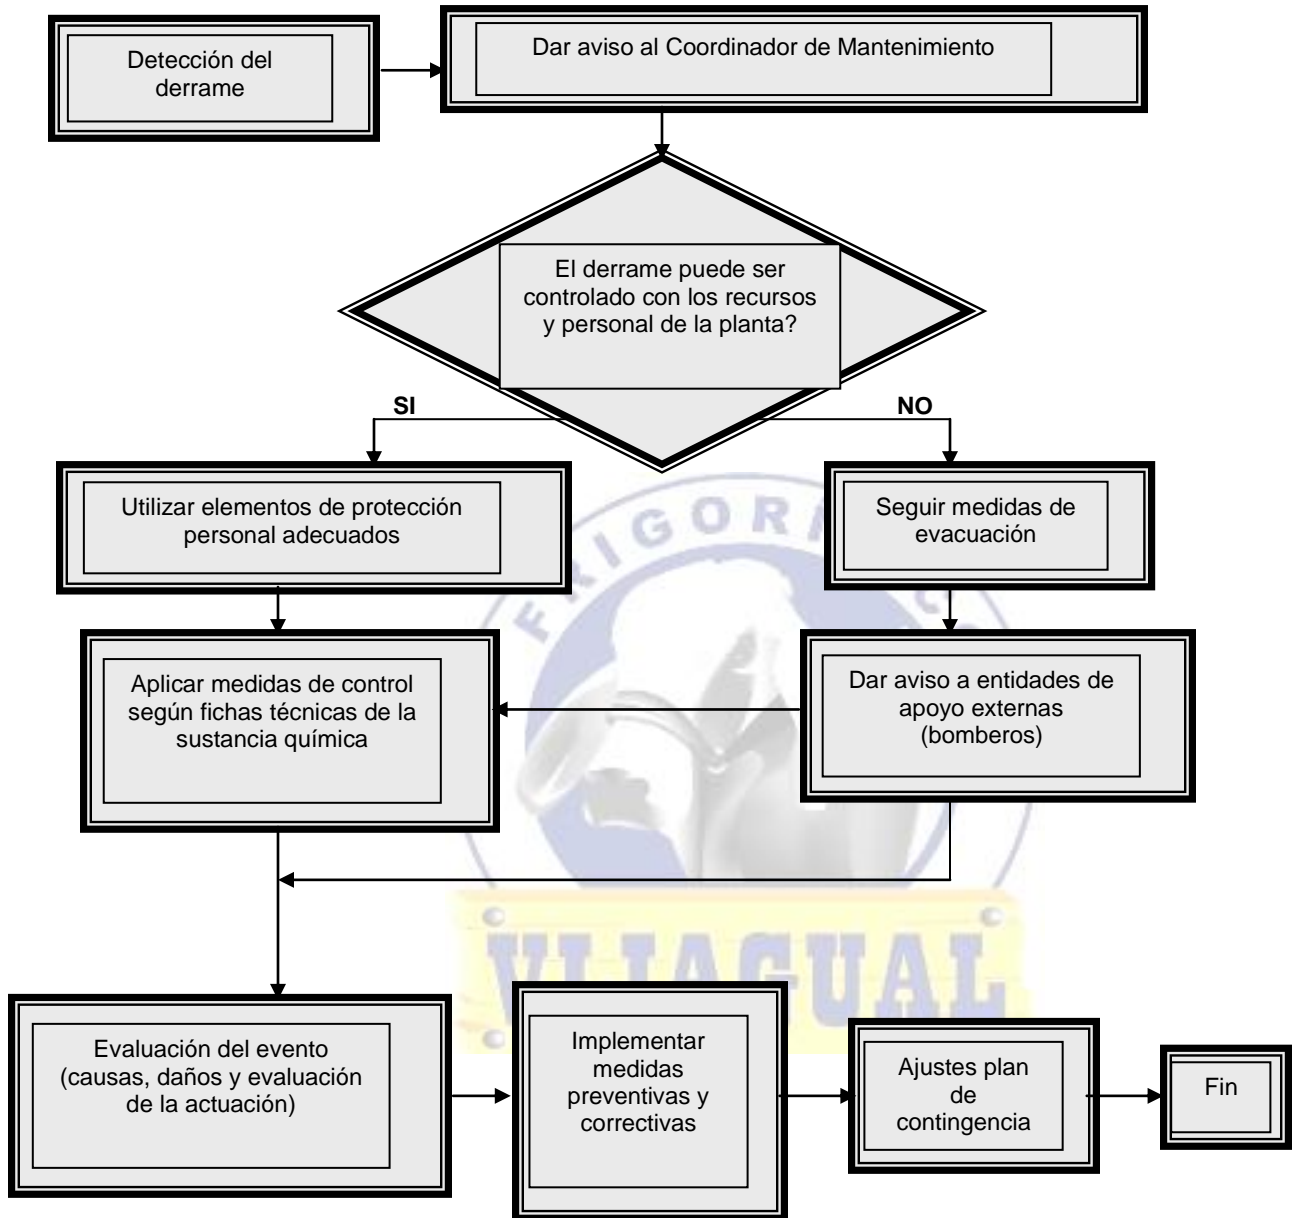 Detección del
derrame
Dar aviso al Coordinador de Mantenimiento
El derrame puede ser
controlado con los recursos
y personal de la planta?
SI
NO
Utilizar elementos de protección
personal adecuados
Seguir medidas de
evacuación
Aplicar medidas de control
según fichas técnicas de la
sustancia química
Dar aviso a entidades de
apoyo externas
(bomberos)
VIJAGUAL
Evaluación del evento
(causas, daños y evaluación
de la actuación)
Implementar
medidas
preventivas y
correctivas
Ajustes plan
de
contingencia
Fin